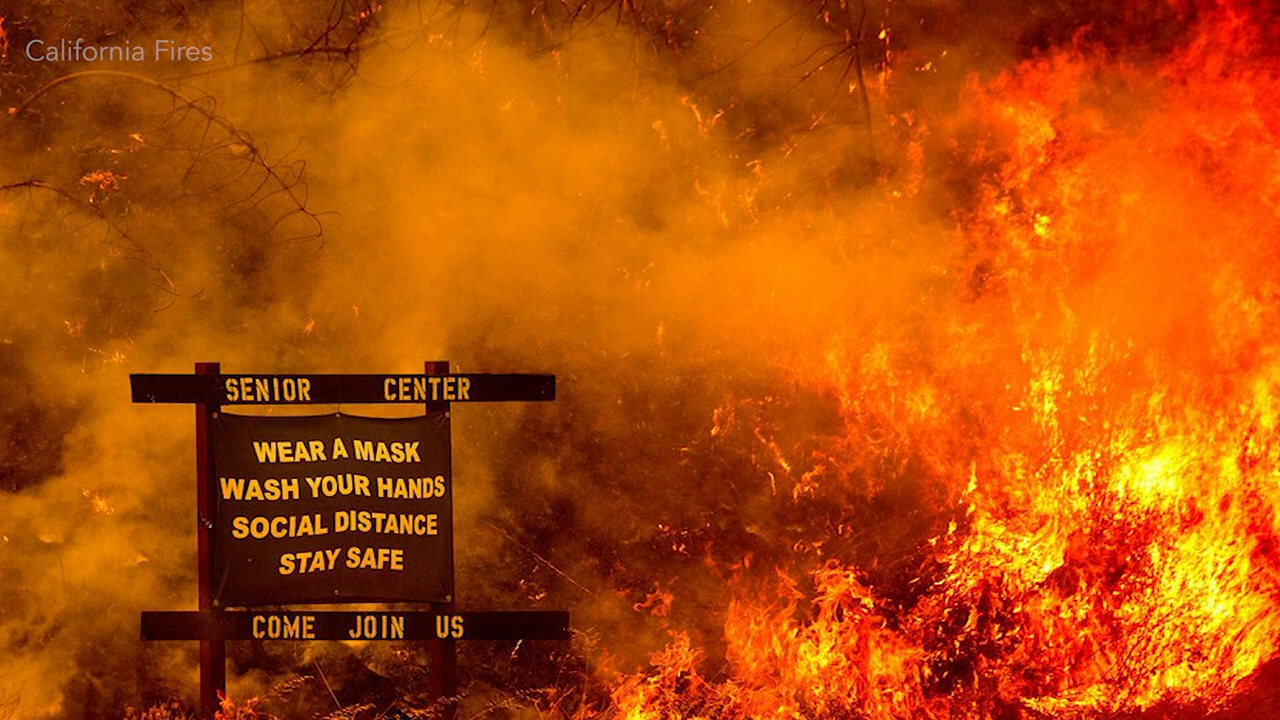 California Fires
SENIOR CENTER
WEAR A MASK
WASH YOUR HANDS
SOCIAL DISTANCE
STAY SAFE
COME JOIN US